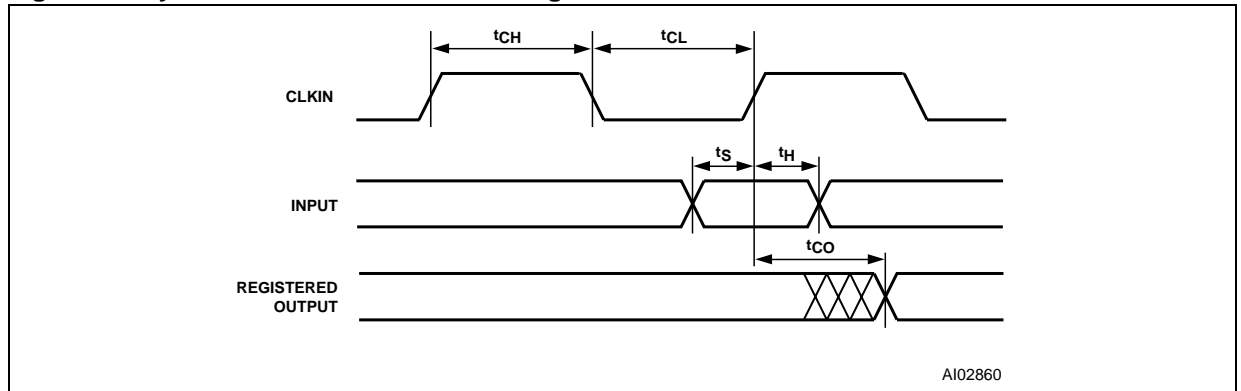 tCH
tCL
CLKIN
tS
tH
INPUT
tCO
REGISTERED
OUTPUT
AI02860